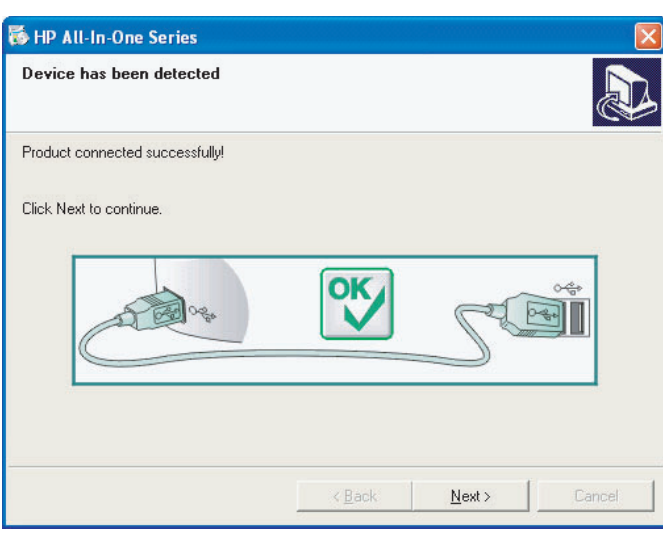 HP All-In-One Series
Device has been detected
Product connected successfully!
Click Next to continue.
OK
< Back Next > Cancel